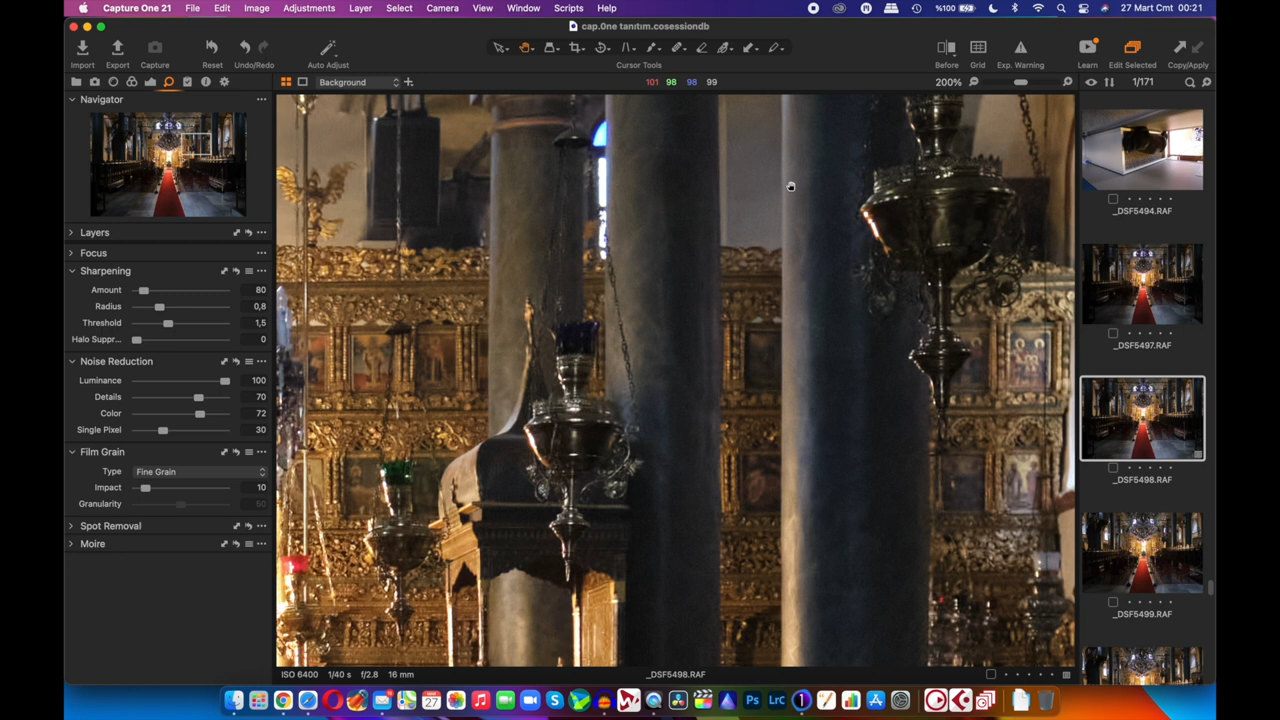 Capture One 21 File Edit Image Adjustments Layer Select Camera View Window Scripts Help %100 27 Mart Cmt 00:21
cap.One tanıtım.cosessiondb
Import Export Capture Reset Undo/Redo Auto Adjust Cursor Tools Before Grid Exp. Warning Learn Edit Selected Copy/Apply
Background 101 98 98 99 200% 1/171
Navigator
Layers
Focus
Sharpening
Amount 80
Radius 0,8
Threshold 1,5
Halo Suppr... 0
Noise Reduction
Luminance 100
Details 70
Color 72
Single Pixel 30
Film Grain
Type Fine Grain
Impact 10
Granularity 50
Spot Removal
Moire
_DSF5494.RAF
_DSF5497.RAF
_DSF5498.RAF
_DSF5499.RAF
ISO 6400 1/40 s f/2.8 16 mm _DSF5498.RAF
27 Ps LrC 1